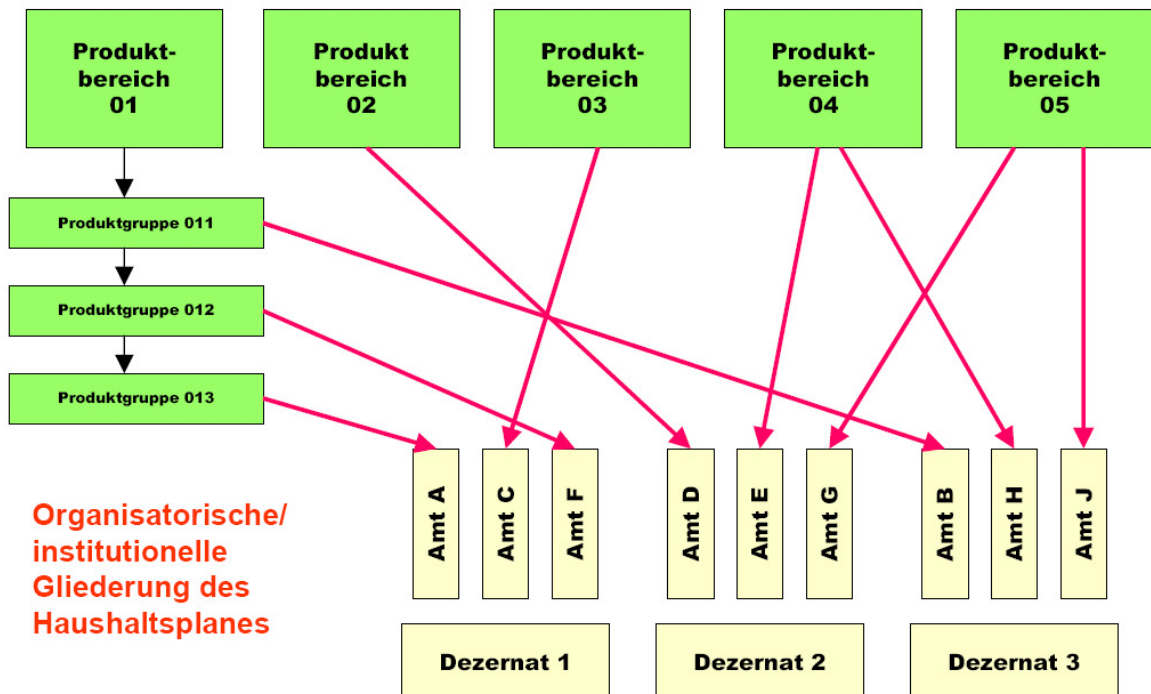 Produkt-
bereich
01
Produkt
bereich
02
Produkt-
bereich
03
Produkt-
bereich
04
Produkt-
bereich
05
Produktgruppe 011
Produktgruppe 012
Produktgruppe 013
Amt A
Amt C
Amt F
Amt D
Amt E
Amt G
Amt B
Amt H
Amt J
Organisatorische/
institutionelle
Gliederung des
Haushaltsplanes
Dezernat 1
Dezernat 2
Dezernat 3